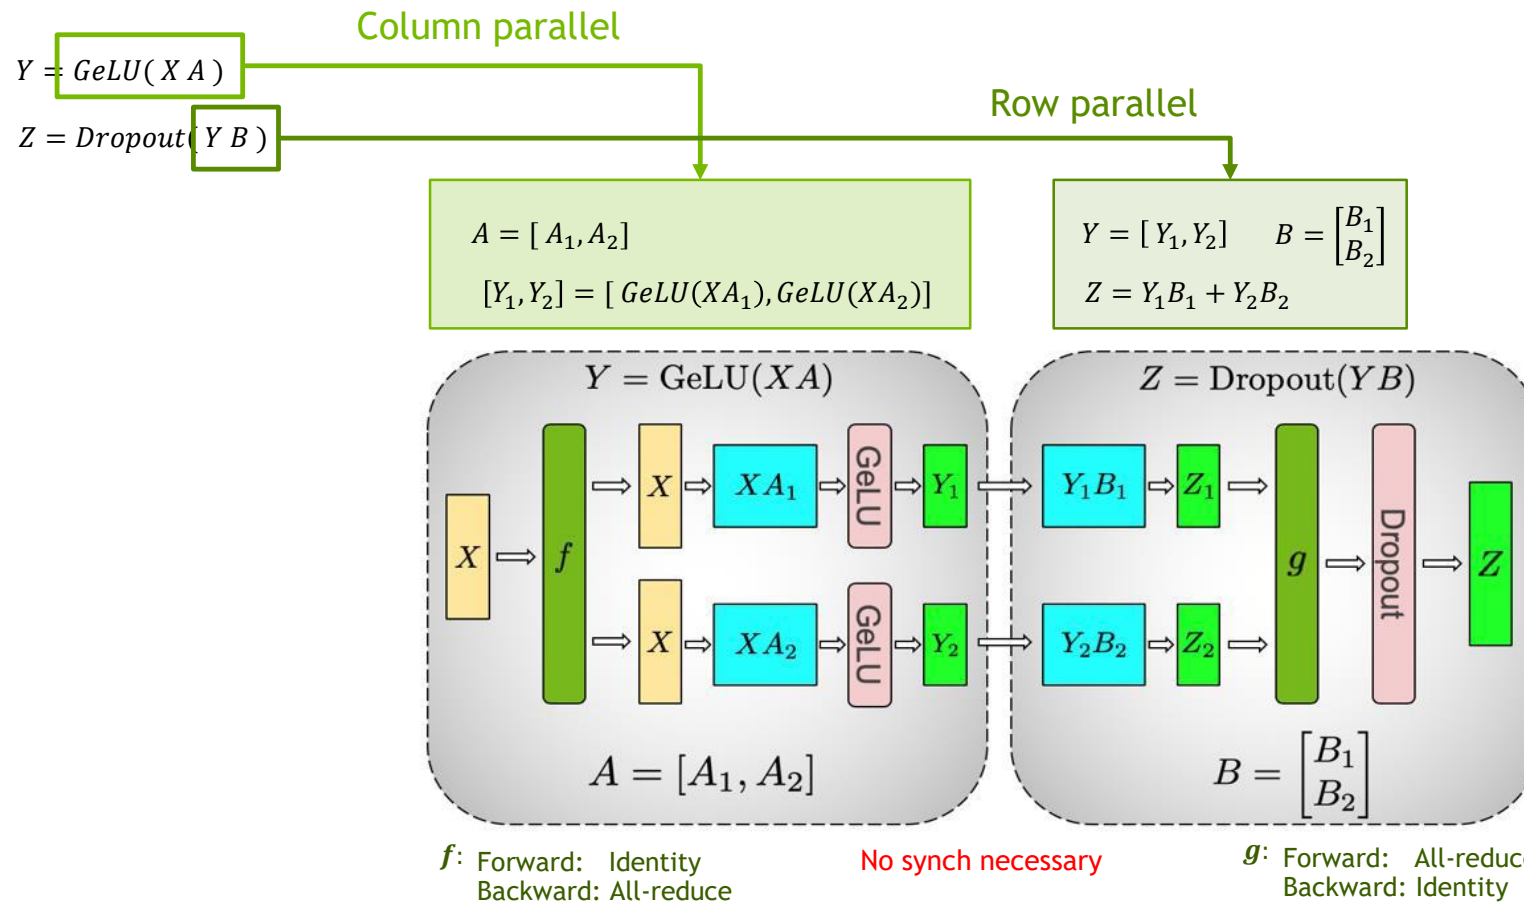 Column parallel
Y = GeLU( X A )
Row parallel
Z = Dropout( Y B )
A = [ A₁, A₂]
[Y₁, Y₂] = [ GeLU(XA₁), GeLU(XA₂)]
Y = [ Y₁, Y₂] B = [B₁ B₂]
Z = Y₁B₁ + Y₂B₂
Y = GeLU(XA)
X
f
X
XA₁
GeLU
Y₁
X
XA₂
GeLU
Y₂
A = [A₁, A₂]
Z = Dropout(YB)
Y₁B₁
Z₁
Y₂B₂
Z₂
g
Dropout
Z
B = [B₁ B₂]
f: Forward: Identity
Backward: All-reduce
No synch necessary
g: Forward: All-reduc
Backward: Identity